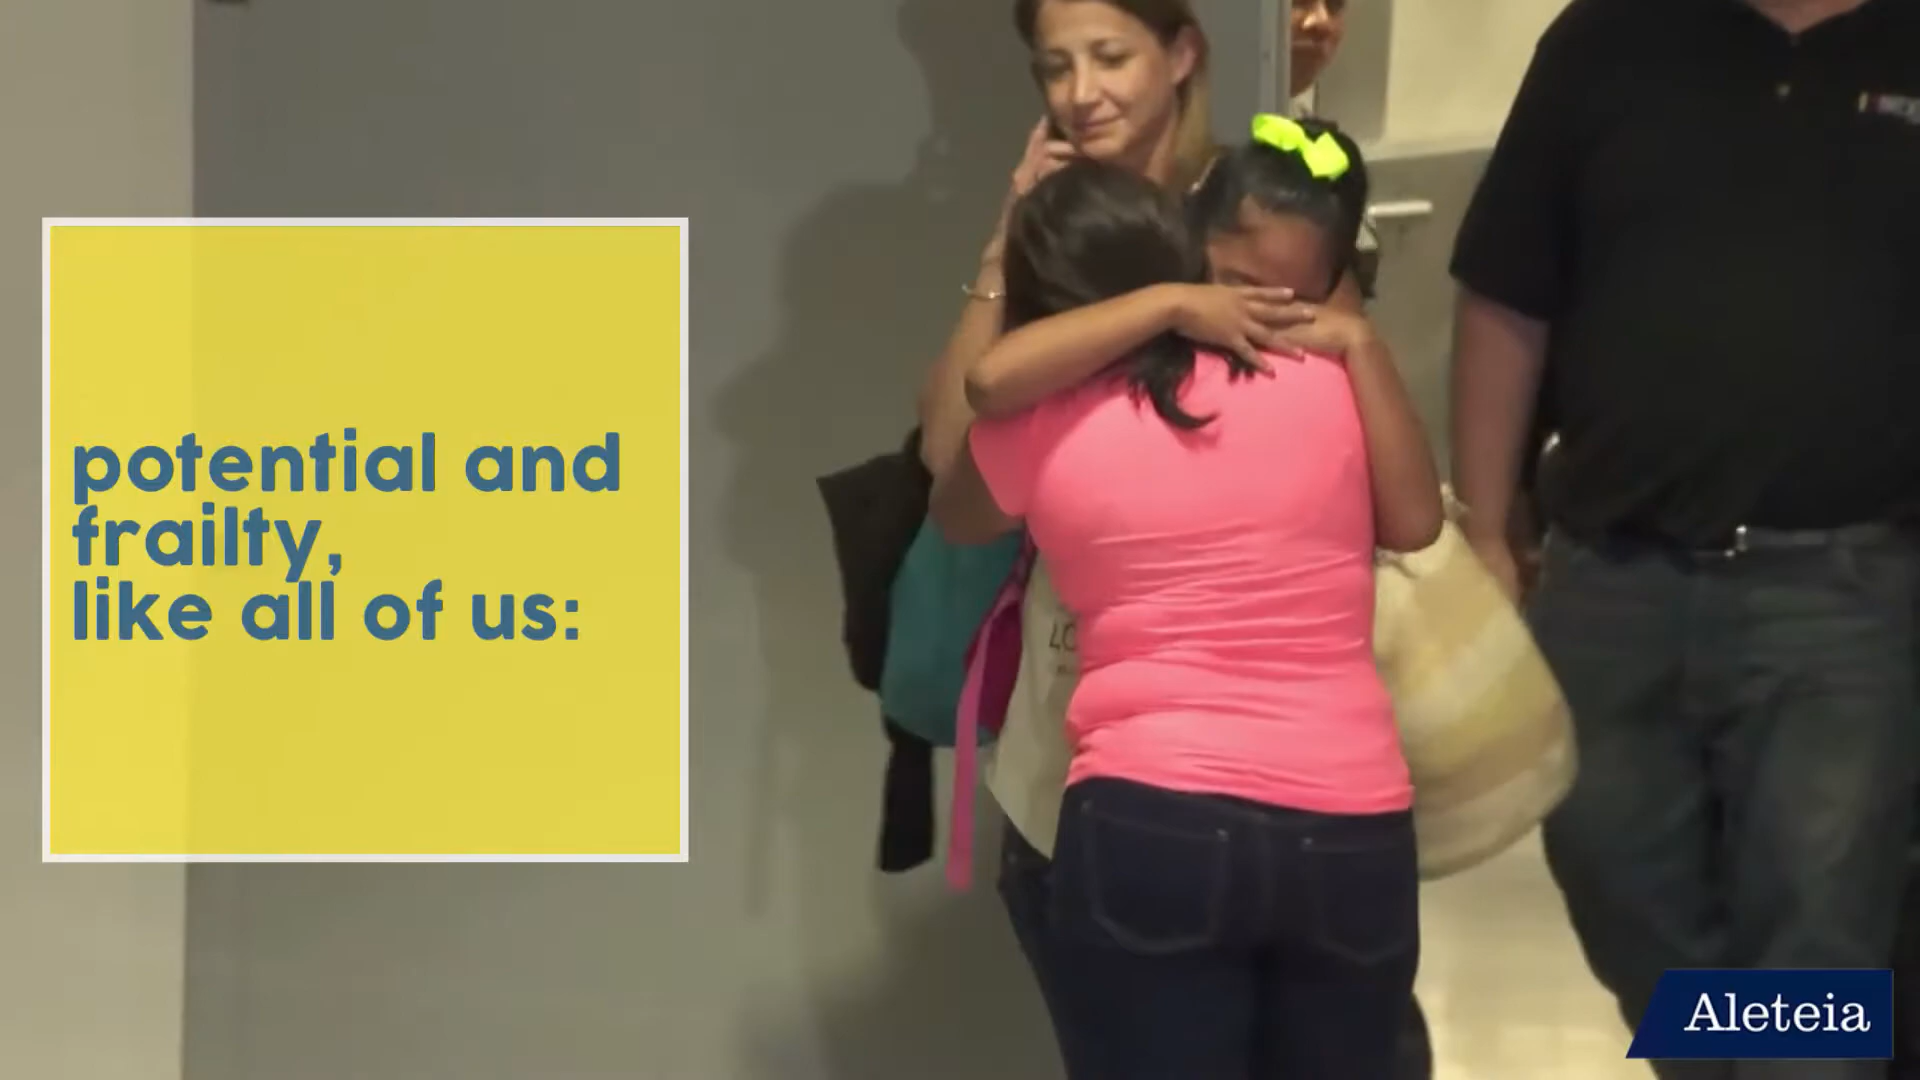 potential and
frailty,
like all of us:
Aleteia